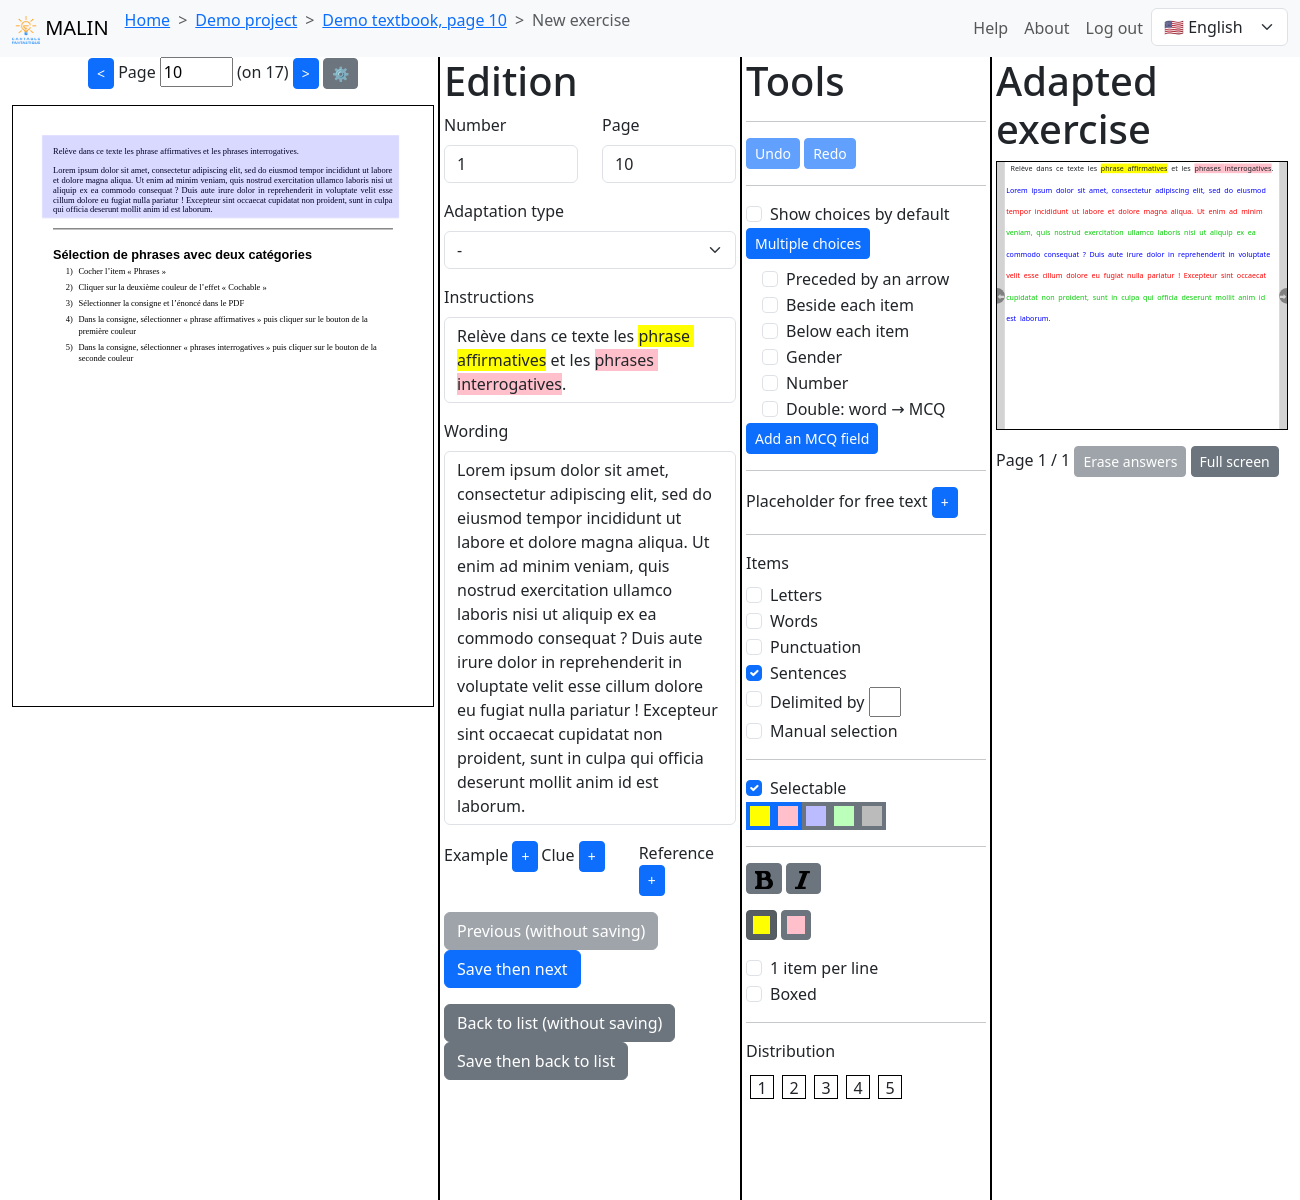 MALIN
Home > Demo project > Demo textbook, page 10 > New exercise
Help About Log out 🇺🇸 English
< Page 10 (on 17) > ⚙️
Relève dans ce texte les phrase affirmatives et les phrases interrogatives.
Lorem ipsum dolor sit amet, consectetur adipiscing elit, sed do eiusmod tempor incididunt ut labore
et dolore magna aliqua. Ut enim ad minim veniam, quis nostrud exercitation ullamco laboris nisi ut
aliquip ex ea commodo consequat ? Duis aute irure dolor in reprehenderit in voluptate velit esse
cillum dolore eu fugiat nulla pariatur ! Excepteur sint occaecat cupidatat non proident, sunt in culpa
qui officia deserunt mollit anim id est laborum.
Sélection de phrases avec deux catégories
1) Cocher l’item « Phrases »
2) Cliquer sur la deuxième couleur de l’effet « Cochable »
3) Sélectionner la consigne et l’énoncé dans le PDF
4) Dans la consigne, sélectionner « phrase affirmatives » puis cliquer sur le bouton de la
première couleur
5) Dans la consigne, sélectionner « phrases interrogatives » puis cliquer sur le bouton de la
seconde couleur
Edition
Number Page
1 10
Adaptation type
-
Instructions
Relève dans ce texte les phrase
affirmatives et les phrases
interrogatives.
Wording
Lorem ipsum dolor sit amet,
consectetur adipiscing elit, sed do
eiusmod tempor incididunt ut
labore et dolore magna aliqua. Ut
enim ad minim veniam, quis
nostrud exercitation ullamco
laboris nisi ut aliquip ex ea
commodo consequat ? Duis aute
irure dolor in reprehenderit in
voluptate velit esse cillum dolore
eu fugiat nulla pariatur ! Excepteur
sint occaecat cupidatat non
proident, sunt in culpa qui officia
deserunt mollit anim id est
laborum.
Example + Clue + Reference
+
Previous (without saving)
Save then next
Back to list (without saving)
Save then back to list
Tools
Undo Redo
Show choices by default
Multiple choices
Preceded by an arrow
Beside each item
Below each item
Gender
Number
Double: word → MCQ
Add an MCQ field
Placeholder for free text +
Items
Letters
Words
Punctuation
Sentences
Delimited by
Manual selection
Selectable
B I
1 item per line
Boxed
Distribution
1 2 3 4 5
Adapted
exercise
Relève dans ce texte les phrase affirmatives et les phrases interrogatives.
Lorem ipsum dolor sit amet, consectetur adipiscing elit, sed do eiusmod
tempor incididunt ut labore et dolore magna aliqua. Ut enim ad minim
veniam, quis nostrud exercitation ullamco laboris nisi ut aliquip ex ea
commodo consequat ? Duis aute irure dolor in reprehenderit in voluptate
velit esse cillum dolore eu fugiat nulla pariatur ! Excepteur sint occaecat
cupidatat non proident, sunt in culpa qui officia deserunt mollit anim id
est laborum.
Page 1 / 1 Erase answers Full screen